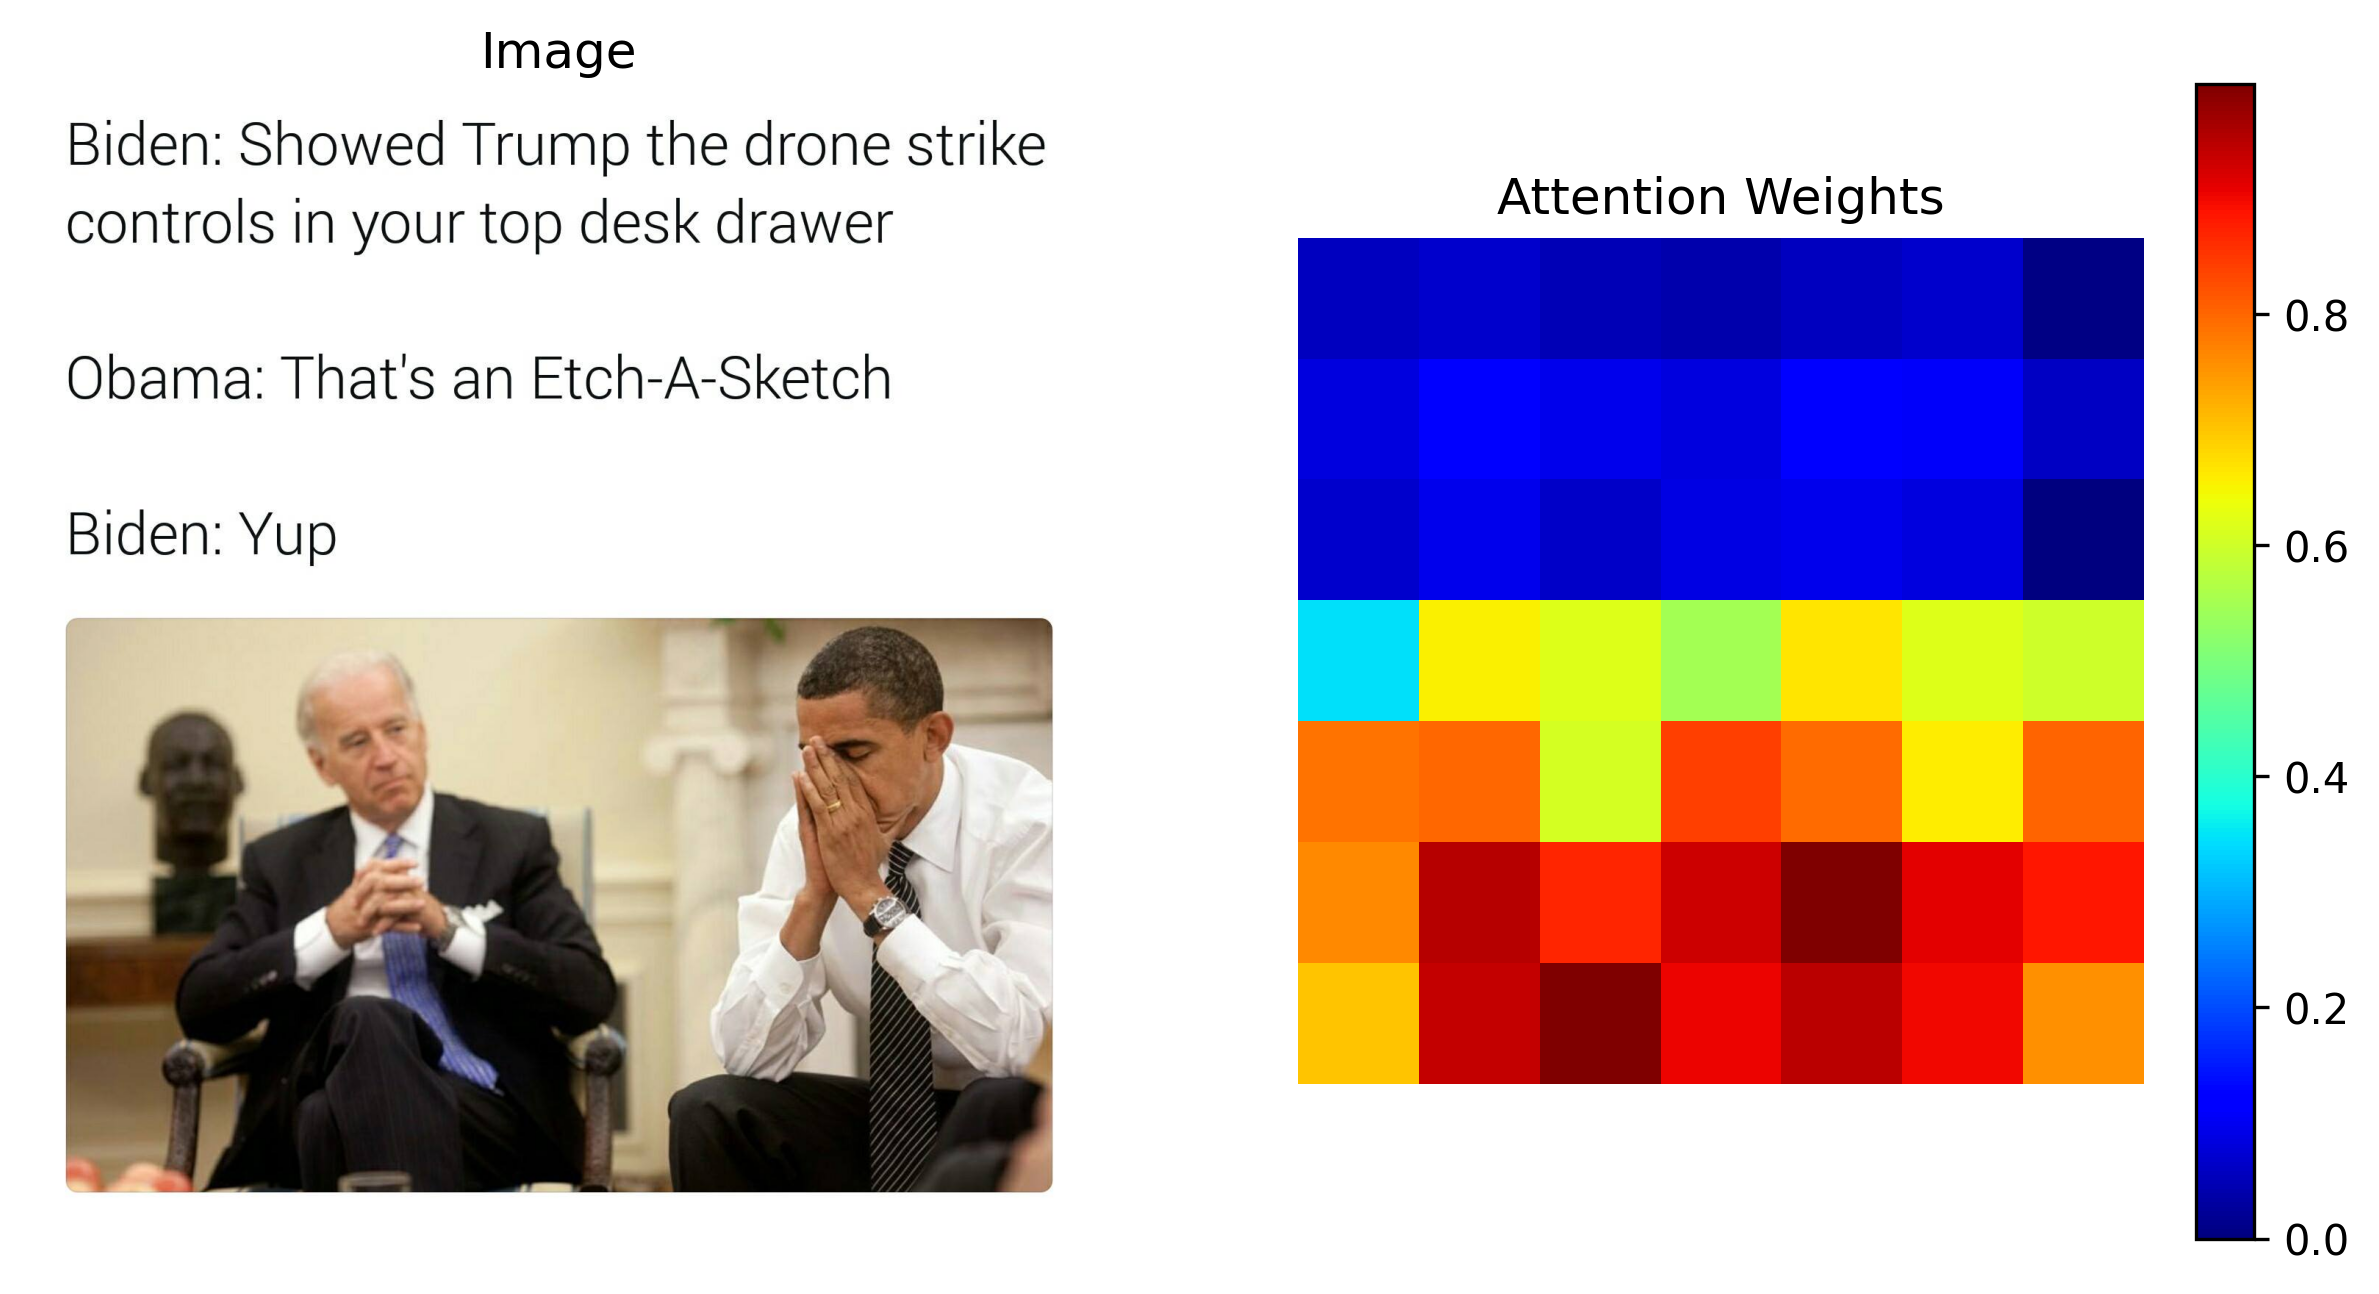 Image
Biden: Showed Trump the drone strike
controls in your top desk drawer
Obama: That's an Etch-A-Sketch
Biden: Yup
Attention Weights
0.8
0.6
0.4
0.2
0.0